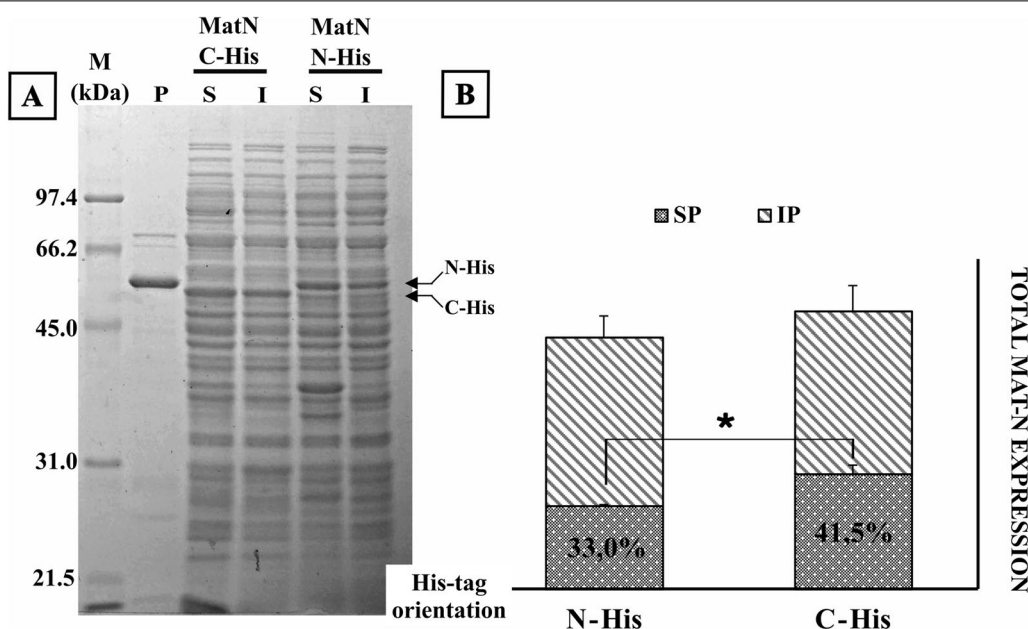 MatN
C-His
MatN
N-His
A
M
(kDa)
P
S
I
S
I
B
97.4
66.2
45.0
31.0
21.5
N-His
C-His
SP
IP
*
33,0%
41,5%
TOTAL MAT-N EXPRESSION
His-tag
orientation
N-His
C-His